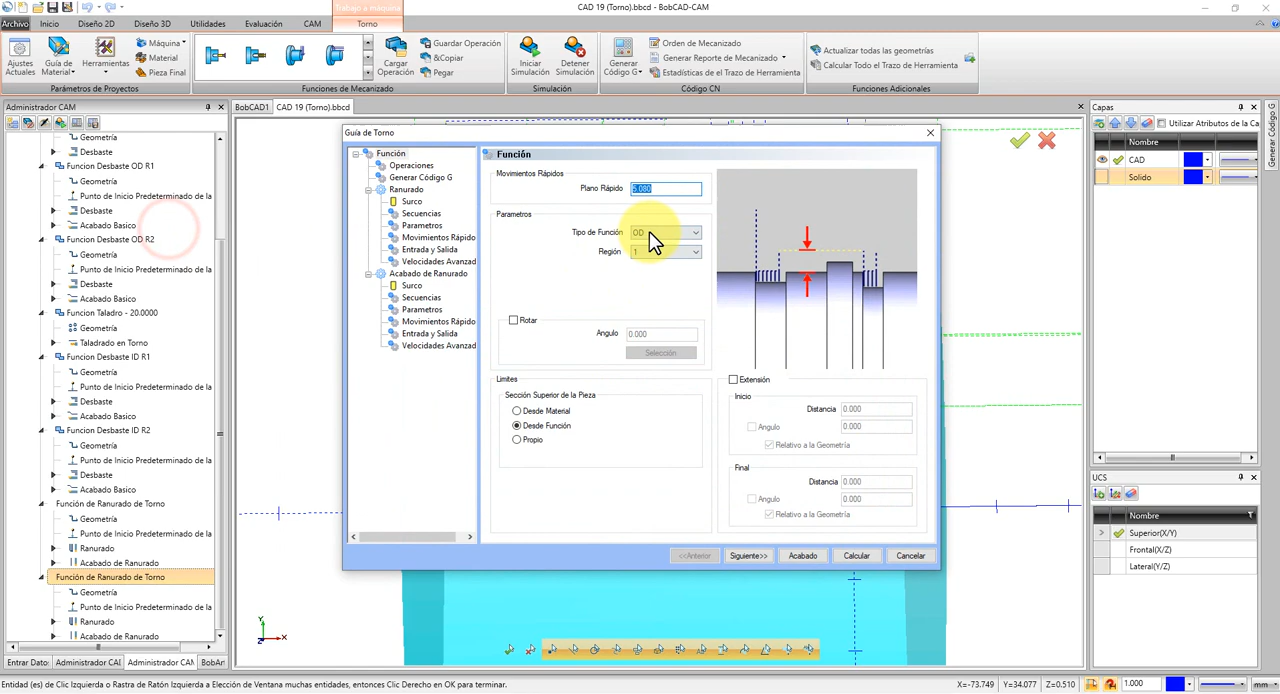 CAD 19 (Torno).bbcd - BobCAD-CAM
Trabajo a máquina
Archivo Inicio Diseño 2D Diseño 3D Utilidades Evaluación CAM Torno
Ajustes Actuales
Guía de Material
Herramientas
Máquina
Material
Pieza Final
Parámetros de Proyectos
Funciones de Mecanizado
Cargar Operación
Guardar Operación
&Copiar
Pegar
Iniciar Simulación
Detener Simulación
Simulación
Generar Código G
Orden de Mecanizado
Generar Reporte de Mecanizado
Estadísticas de el Trazo de Herramienta
Código CN
Actualizar todas las geometrías
Calcular Todo el Trazo de Herramienta
Funciones Adicionales
Administrador CAM
Geometría
Desbaste
Funcion Desbaste OD R1
Geometría
Punto de Inicio Predeterminado de la
Desbaste
Acabado Basico
Funcion Desbaste OD R2
Geometría
Punto de Inicio Predeterminado de la
Desbaste
Acabado Basico
Funcion Taladro - 20.0000
Geometría
Taladrado en Torno
Funcion Desbaste ID R1
Geometría
Punto de Inicio Predeterminado de la
Desbaste
Acabado Basico
Funcion Desbaste ID R2
Geometría
Punto de Inicio Predeterminado de la
Desbaste
Acabado Basico
Función de Ranurado de Torno
Geometría
Punto de Inicio Predeterminado de la
Ranurado
Acabado de Ranurado
Función de Ranurado de Torno
Geometría
Punto de Inicio Predeterminado de la
Ranurado
Acabado de Ranurado
Entrar Dato: Administrador CAI Administrador CAM BobAr
BobCAD1 CAD 19 (Torno).bbcd
Guía de Torno
Función
Operaciones
Generar Código G
Ranurado
Surco
Secuencias
Parametros
Movimientos Rápido
Entrada y Salida
Velocidades Avanzad
Acabado de Ranurado
Surco
Secuencias
Parametros
Movimientos Rápido
Entrada y Salida
Velocidades Avanzad
Función
Movimientos Rápidos
Plano Rápido 5.080
Parametros
Tipo de Función OD
Región 1
Rotar
Angulo 0.000
Selección
Limites
Sección Superior de la Pieza
Desde Material
Desde Función
Propio
Extensión
Inicio
Distancia 0.000
Angulo 0.000
Relativo a la Geometría
Final
Distancia 0.000
Angulo 0.000
Relativo a la Geometría
<<Anterior Siguiente>> Acabado Calcular Cancelar
Capas
Utilizar Atributos de la Ca
Nombre
CAD
Solido
UCS
Nombre
Superior(X/Y)
Frontal(X/Z)
Lateral(Y/Z)
Generar Código G
Y
X
Z
Entidad (es) de Clic Izquierda o Rastra de Ratón Izquierda a Elección de Ventana muchas entidades, entonces Clic Derecho en OK para terminar.
X=-73.749 Y=34.077 Z=0.510 1.000 mm